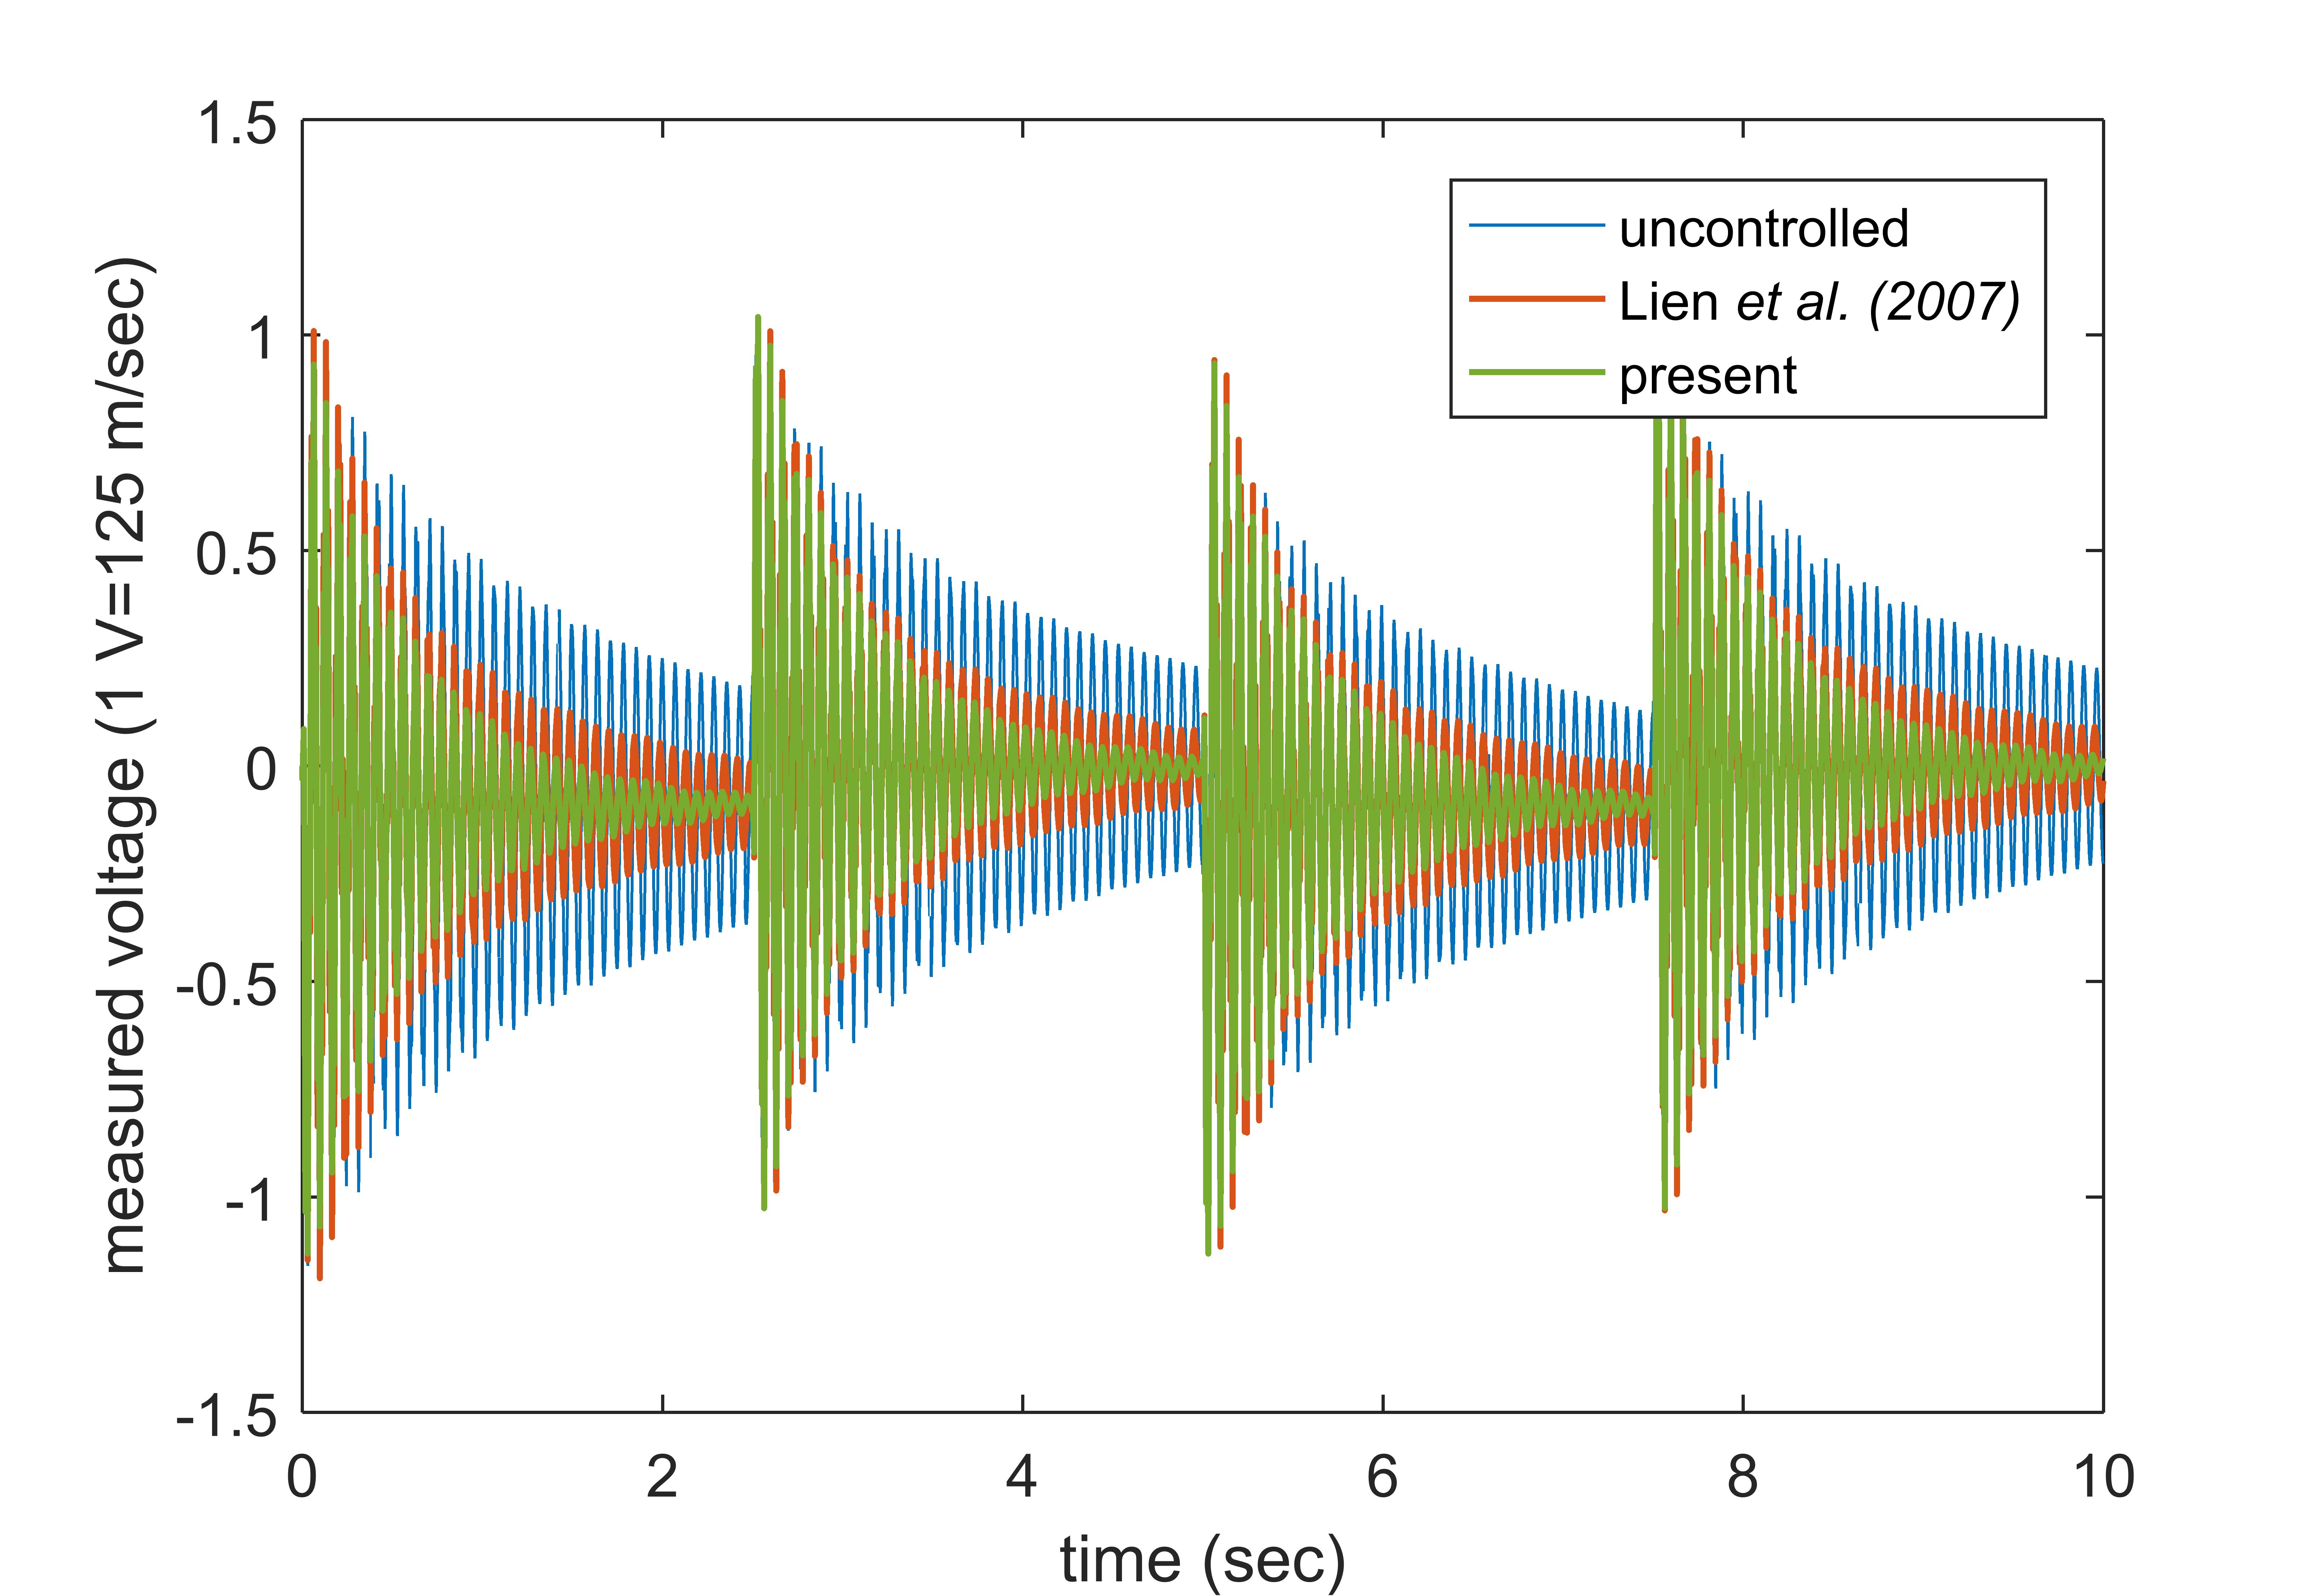 1.5
1
0.5
0
-0.5
-1
-1.5
measured voltage (1 V=125 m/sec)
uncontrolled
Lien et al. (2007)
present
0 2 4 6 8 10
time (sec)